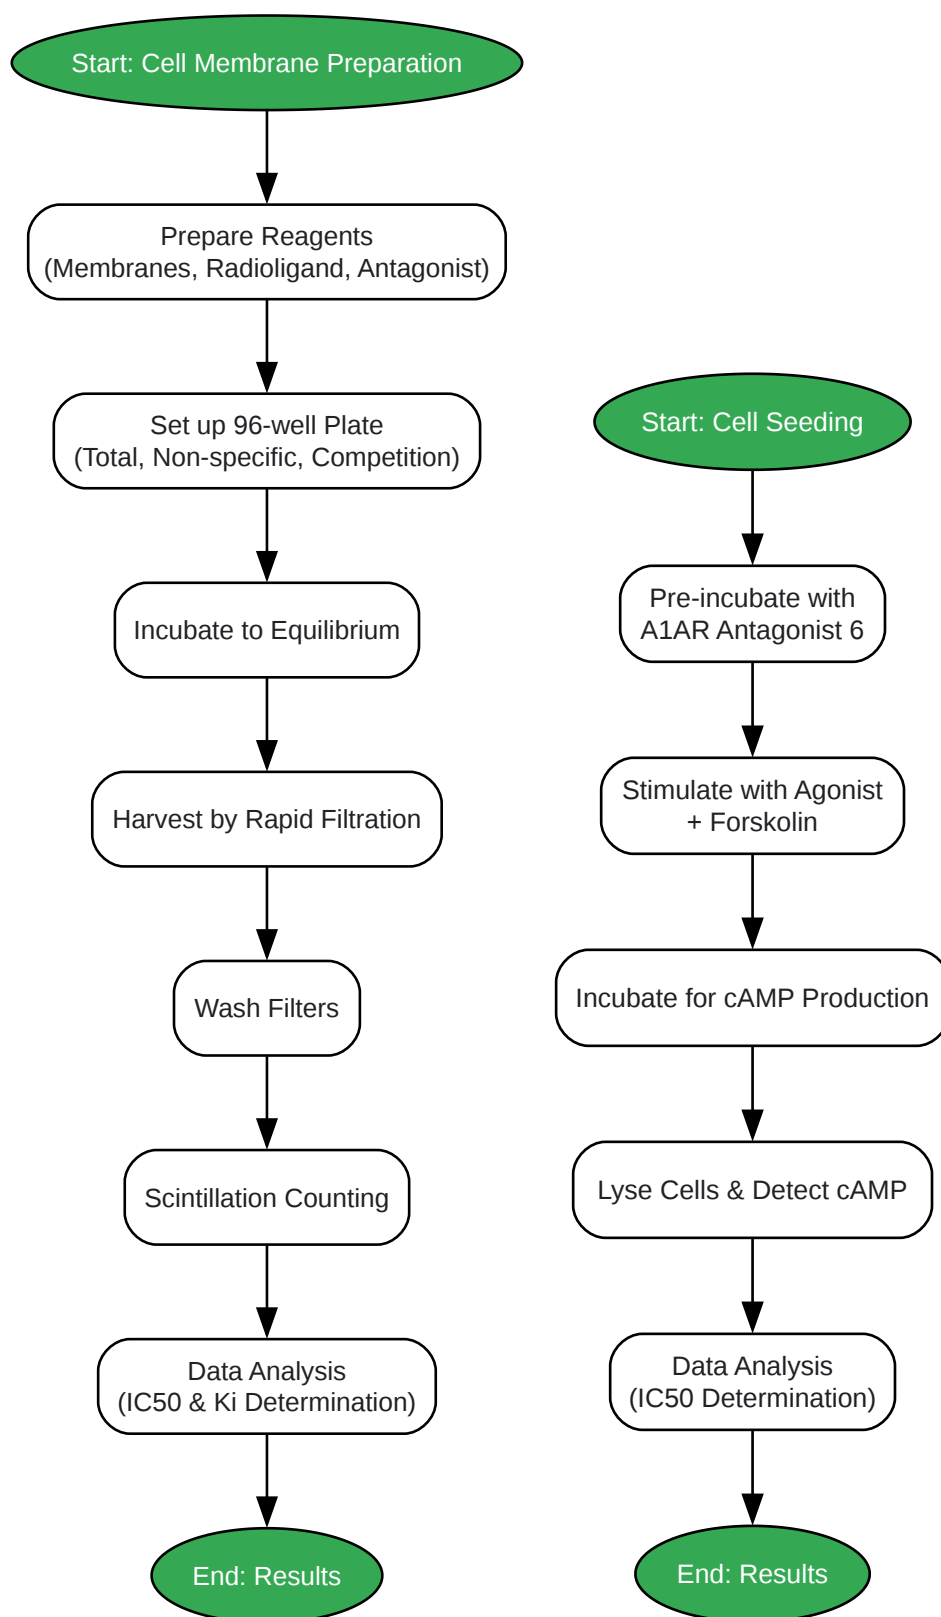 Start: Cell Membrane Preparation
Prepare Reagents
(Membranes, Radioligand, Antagonist)
Set up 96-well Plate
(Total, Non-specific, Competition)
Incubate to Equilibrium
Harvest by Rapid Filtration
Wash Filters
Scintillation Counting
Data Analysis
(IC50 & Ki Determination)
End: Results
Start: Cell Seeding
Pre-incubate with
A1AR Antagonist 6
Stimulate with Agonist
+ Forskolin
Incubate for cAMP Production
Lyse Cells & Detect cAMP
Data Analysis
(IC50 Determination)
End: Results